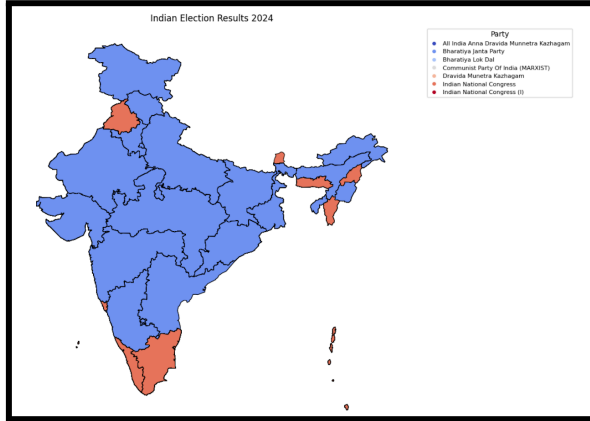 Indian Election Results 2024
Party
All India Anna Dravida Munnetra Kazhagam
Bharatiya Janta Party
Bharatiya Lok Dal
Communist Party Of India (MARXIST)
Dravida Munetra Kazhagam
Indian National Congress
Indian National Congress (I)